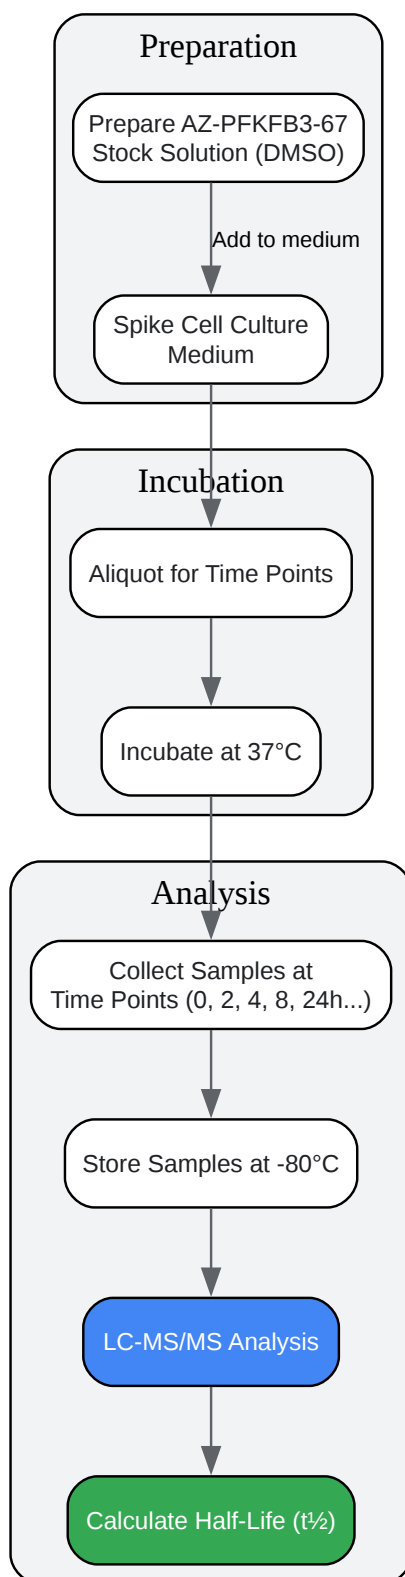 Preparation
Prepare AZ-PFKFB3-67
Stock Solution (DMSO)
Add to medium
Spike Cell Culture
Medium
Incubation
Aliquot for Time Points
Incubate at 37°C
Analysis
Collect Samples at
Time Points (0, 2, 4, 8, 24h...)
Store Samples at -80°C
LC-MS/MS Analysis
Calculate Half-Life (t½)